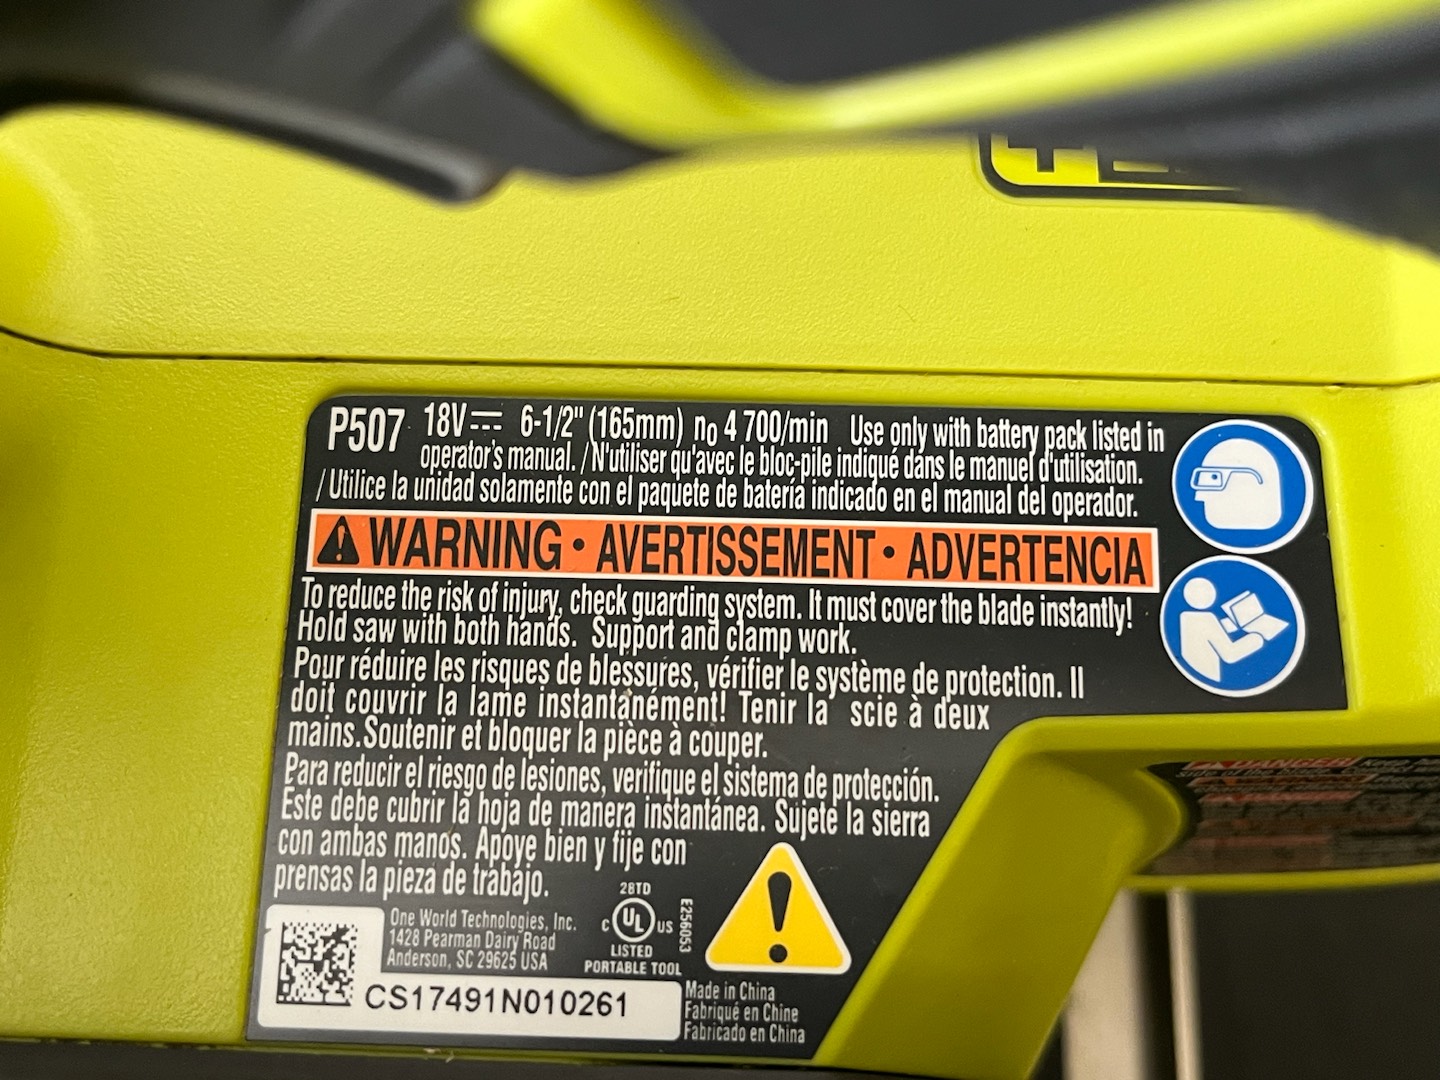 P507 18V 6-1/2" (165mm) n₀ 4 700/min Use only with battery pack listed in
operator's manual. / N'utiliser qu'avec le bloc-pile indiqué dans le manuel d'utilisation.
/ Utilice la unidad solamente con el paquete de batería indicado en el manual del operador.
WARNING • AVERTISSEMENT • ADVERTENCIA
To reduce the risk of injury, check guarding system. It must cover the blade instantly!
Hold saw with both hands. Support and clamp work.
Pour réduire les risques de blessures, vérifier le système de protection. Il
doit couvrir la lame instantanément! Tenir la scie à deux
mains.Soutenir et bloquer la pièce à couper.
Para reducir el riesgo de lesiones, verifique el sistema de protección.
Este debe cubrir la hoja de manera instantánea. Sujete la sierra
con ambas manos. Apoye bien y fije con
prensas la pieza de trabajo.
One World Technologies, Inc.
1428 Pearman Dairy Road
Anderson, SC 29625 USA
28TD
C UL US
LISTED
PORTABLE TOOL
E256053
CS17491N010261
Made in China
Fabriqué en Chine
Fabricado en China
DANGER